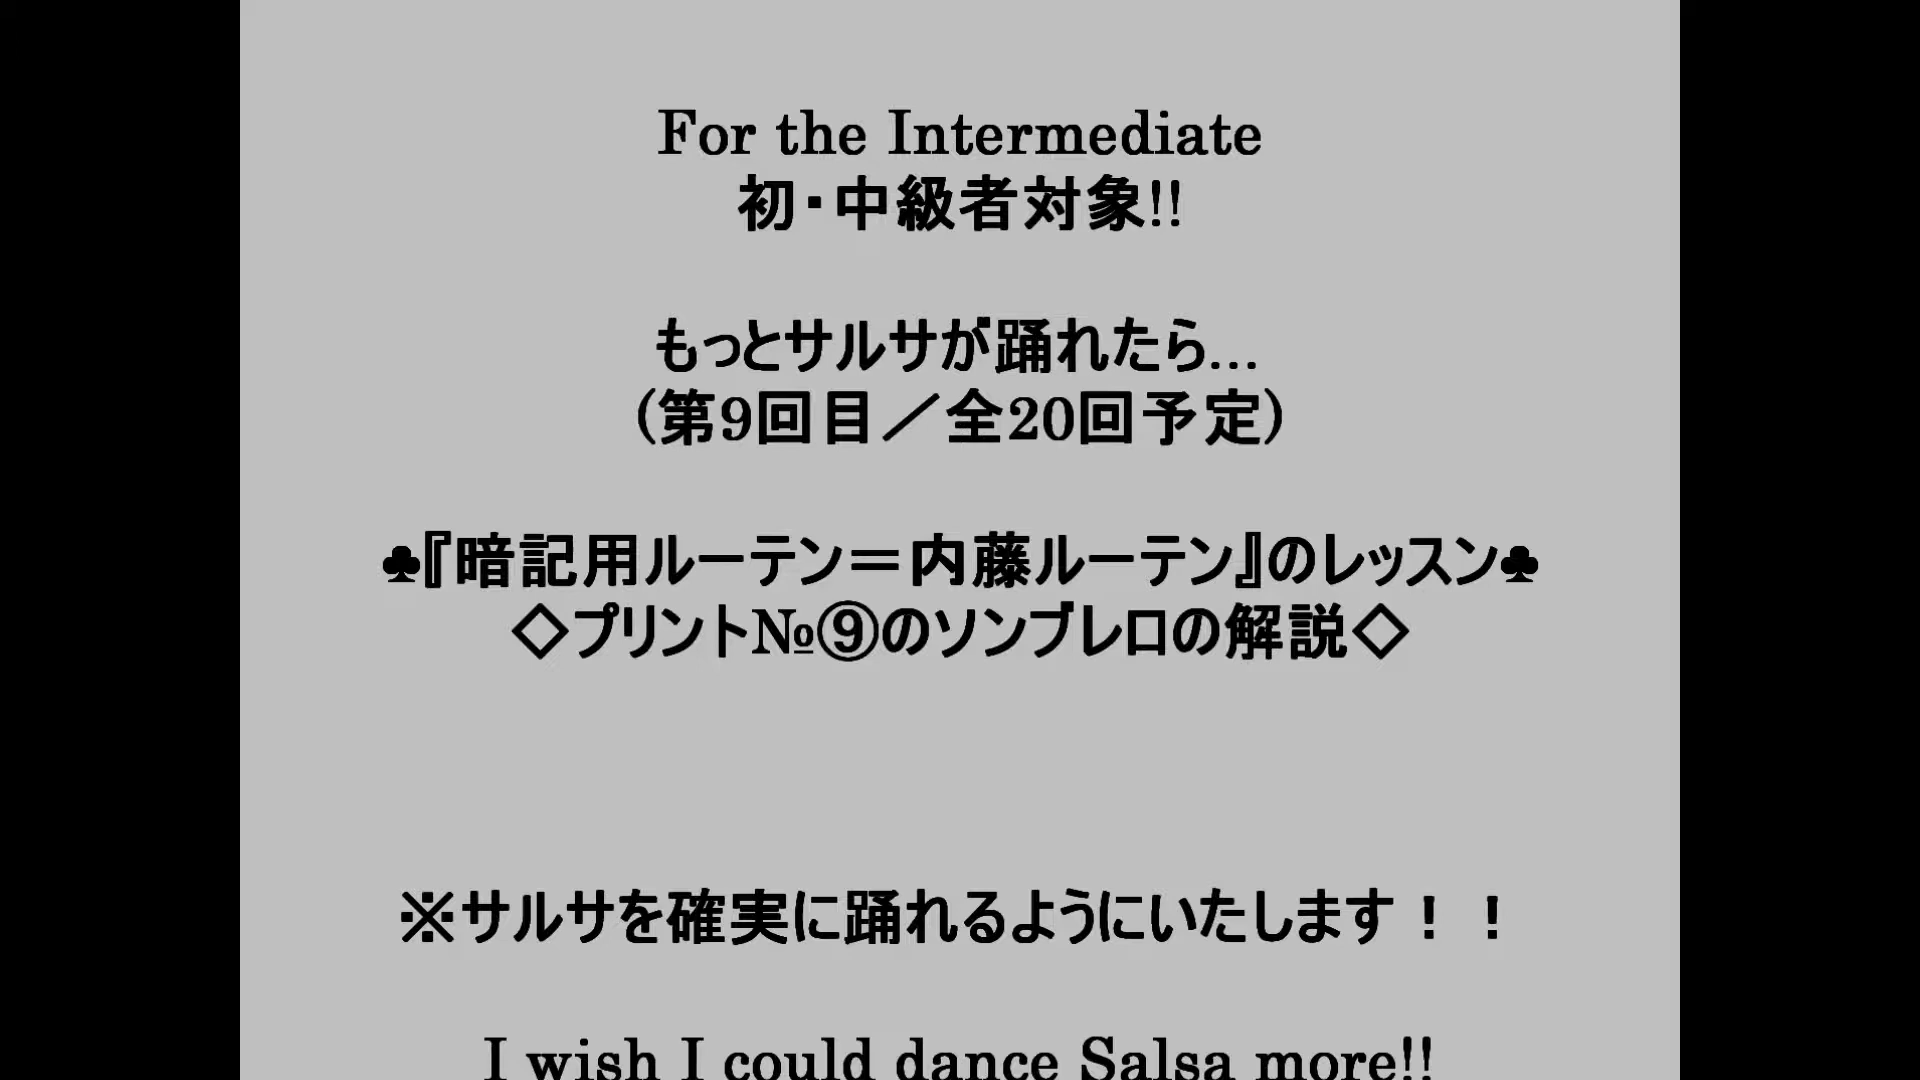 For the Intermediate
初・中級者対象!!
もっとサルサが踊れたら…
(第9回目／全20回予定)
♣『暗記用ルーテン＝内藤ルーテン』のレッスン♣
◇プリント№⑨のソンブレロの解説◇
※サルサを確実に踊れるようにいたします！！
I wish I could dance Salsa more!!